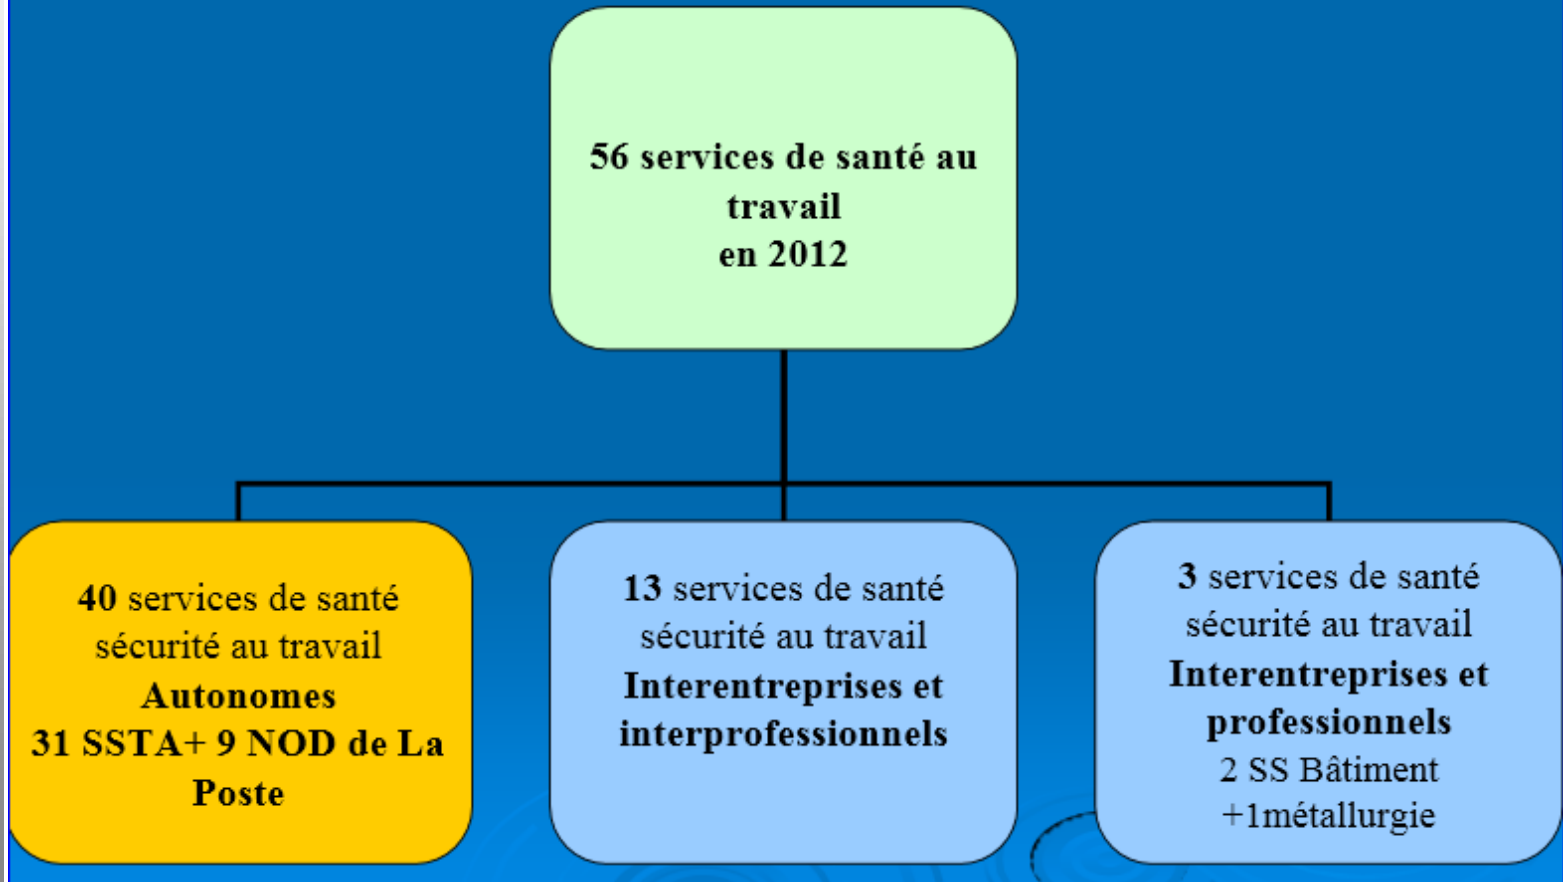 56 services de santé au
travail
en 2012
40 services de santé
sécurité au travail
Autonomes
31 SSTA+ 9 NOD de La
Poste
13 services de santé
sécurité au travail
Interentreprises et
interprofessionnels
3 services de santé
sécurité au travail
Interentreprises et
professionnels
2 SS Bâtiment
+1métallurgie